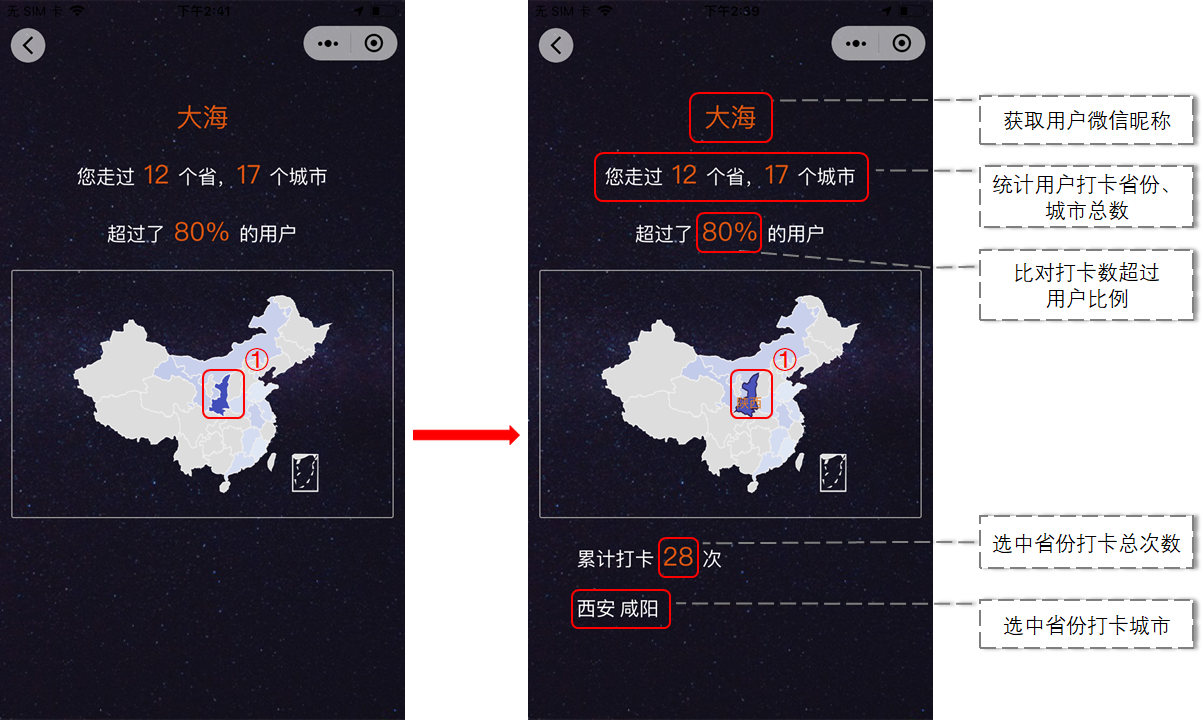 无 SIM 卡
下午2:41
大海
您走过 12 个省，17 个城市
超过了 80% 的用户
①
无 SIM 卡
下午2:39
大海
您走过 12 个省，17 个城市
超过了 80% 的用户
①
陕西
累计打卡 28 次
西安 咸阳
获取用户微信昵称
统计用户打卡省份、
城市总数
比对打卡数超过
用户比例
选中省份打卡总次数
选中省份打卡城市